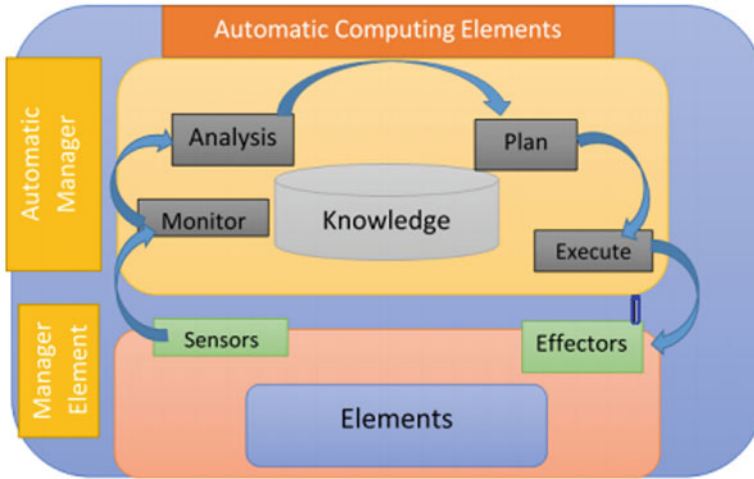 Automatic Computing Elements
Automatic
Manager
Analysis
Plan
Monitor
Knowledge
Execute
Manager
Element
Sensors
Effectors
Elements